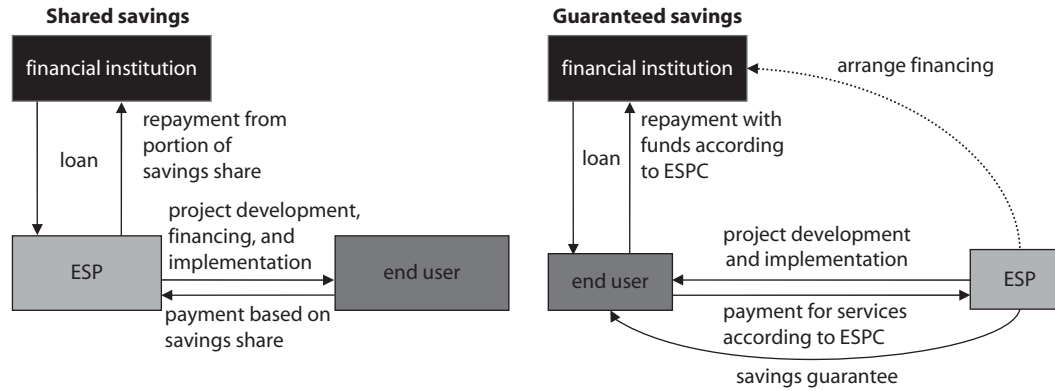 Shared savings
financial institution
loan
repayment from
portion of
savings share
project development,
financing, and
implementation
ESP
end user
payment based on
savings share
Guaranteed savings
financial institution
arrange financing
loan
repayment with
funds according
to ESPC
project development
and implementation
end user
ESP
payment for services
according to ESPC
savings guarantee